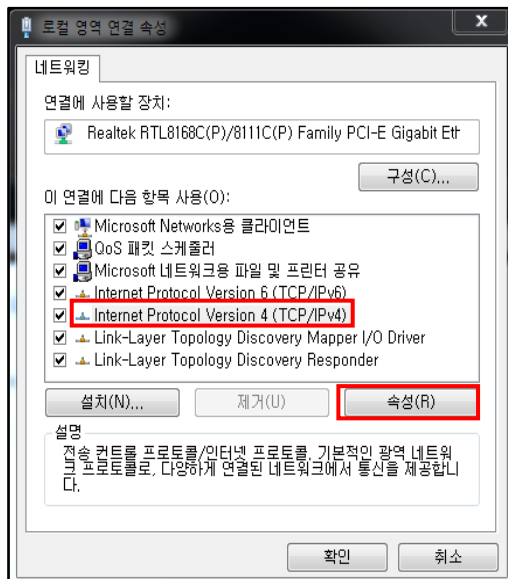 로컬 영역 연결 속성
x
네트워킹
연결에 사용할 장치:
Realtek RTL8168C(P)/8111C(P) Family PCI-E Gigabit Eth
구성(C)...
이 연결에 다음 항목 사용(O):
Microsoft Networks용 클라이언트
QoS 패킷 스케줄러
Microsoft 네트워크용 파일 및 프린터 공유
Internet Protocol Version 6 (TCP/IPv6)
Internet Protocol Version 4 (TCP/IPv4)
Link-Layer Topology Discovery Mapper I/O Driver
Link-Layer Topology Discovery Responder
설치(N)...
제거(U)
속성(R)
설명
전송 컨트롤 프로토콜/인터넷 프로토콜. 기본적인 광역 네트워
크 프로토콜로, 다양하게 연결된 네트워크에서 통신을 제공합니
다.
확인
취소